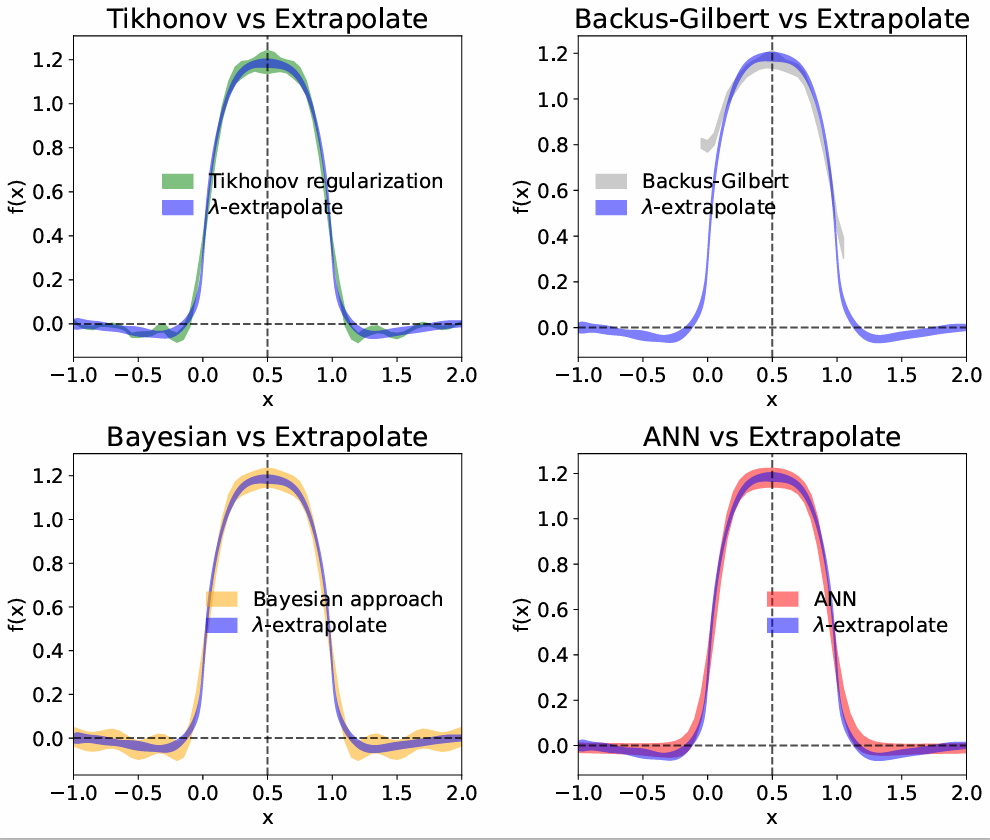 Tikhonov vs Extrapolate
1.2
1.0
0.8
0.6
0.4
0.2
0.0
f(x)
Tikhonov regularization
λ-extrapolate
−1.0 −0.5 0.0 0.5 1.0 1.5 2.0
x
Backus-Gilbert vs Extrapolate
1.2
1.0
0.8
0.6
0.4
0.2
0.0
f(x)
Backus-Gilbert
λ-extrapolate
−1.0 −0.5 0.0 0.5 1.0 1.5 2.0
x
Bayesian vs Extrapolate
1.2
1.0
0.8
0.6
0.4
0.2
0.0
f(x)
Bayesian approach
λ-extrapolate
−1.0 −0.5 0.0 0.5 1.0 1.5 2.0
x
ANN vs Extrapolate
1.2
1.0
0.8
0.6
0.4
0.2
0.0
f(x)
ANN
λ-extrapolate
−1.0 −0.5 0.0 0.5 1.0 1.5 2.0
x